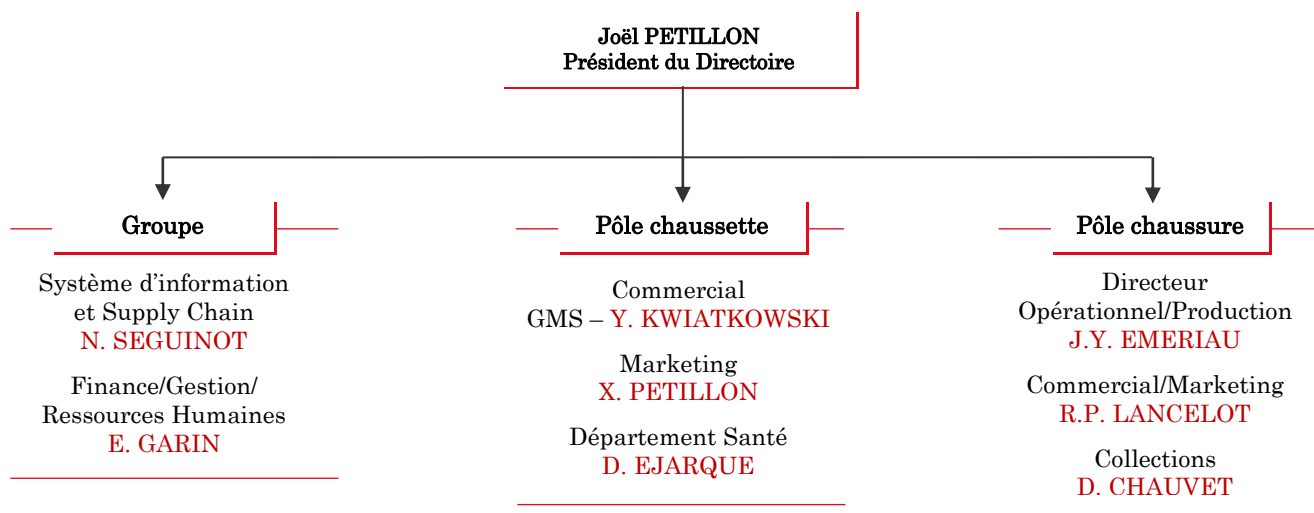 Joël PETILLON
Président du Directoire
Groupe
Système d'information
et Supply Chain
N. SEGUINOT
Finance/Gestion/
Ressources Humaines
E. GARIN
Pôle chaussette
Commercial
GMS – Y. KWIATKOWSKI
Marketing
X. PETILLON
Département Santé
D. EJARQUE
Pôle chaussure
Directeur
Opérationnel/Production
J.Y. EMERIAU
Commercial/Marketing
R.P. LANCELOT
Collections
D. CHAUVET